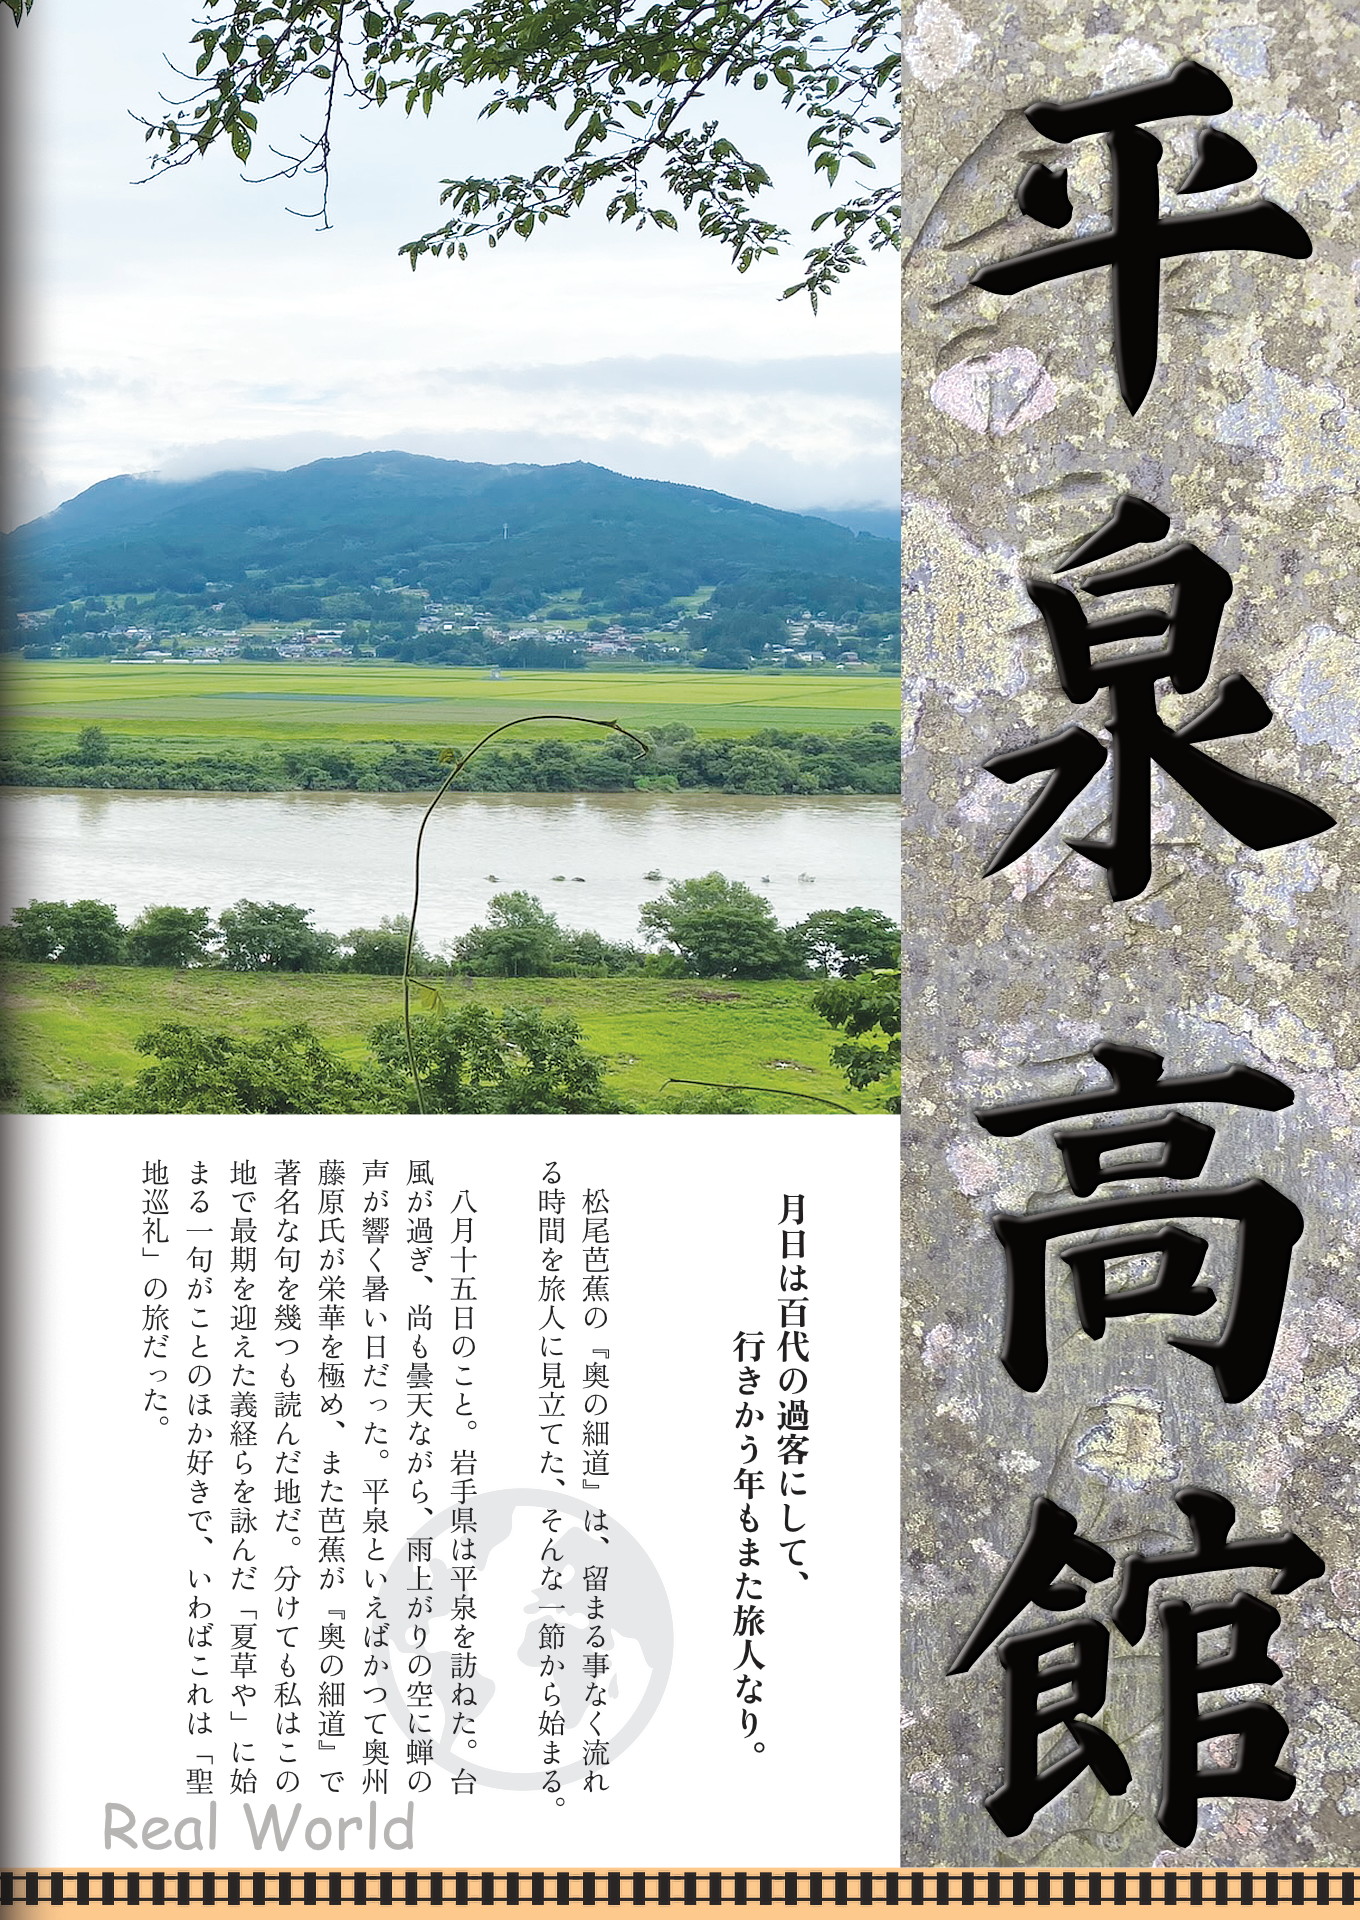 平泉高館
月日は百代の過客にして、
行きかう年もまた旅人なり。
松尾芭蕉の『奥の細道』は、留まる事なく流れ
る時間を旅人に見立てた、そんな一節から始まる。
八月十五日のこと。岩手県は平泉を訪ねた。台
風が過ぎ、尚も曇天ながら、雨上がりの空に蝉の
声が響く暑い日だった。平泉といえばかつて奥州
藤原氏が栄華を極め、また芭蕉が『奥の細道』で
著名な句を幾つも読んだ地だ。分けても私はこの
地で最期を迎えた義経らを詠んだ「夏草や」に始
まる一句がことのほか好きで、いわばこれは「聖
地巡礼」の旅だった。
Real World